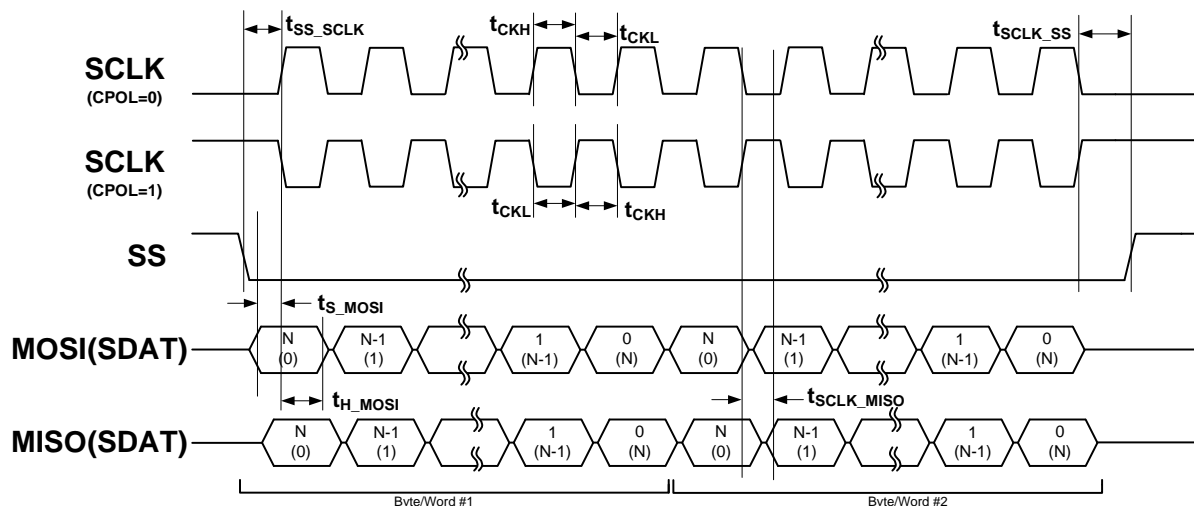 tSS_SCLK
tCKH
tCKL
tSCLK_SS
SCLK
(CPOL=0)
SCLK
(CPOL=1)
tCKL
tCKH
SS
tS_MOSI
MOSI(SDAT)
N N-1 1 0 N N-1 1 0
(0) (1) (N-1) (N) (0) (1) (N-1) (N)
tH_MOSI
tSCLK_MISO
MISO(SDAT)
N N-1 1 0 N N-1 1 0
(0) (1) (N-1) (N) (0) (1) (N-1) (N)
Byte/Word #1
Byte/Word #2